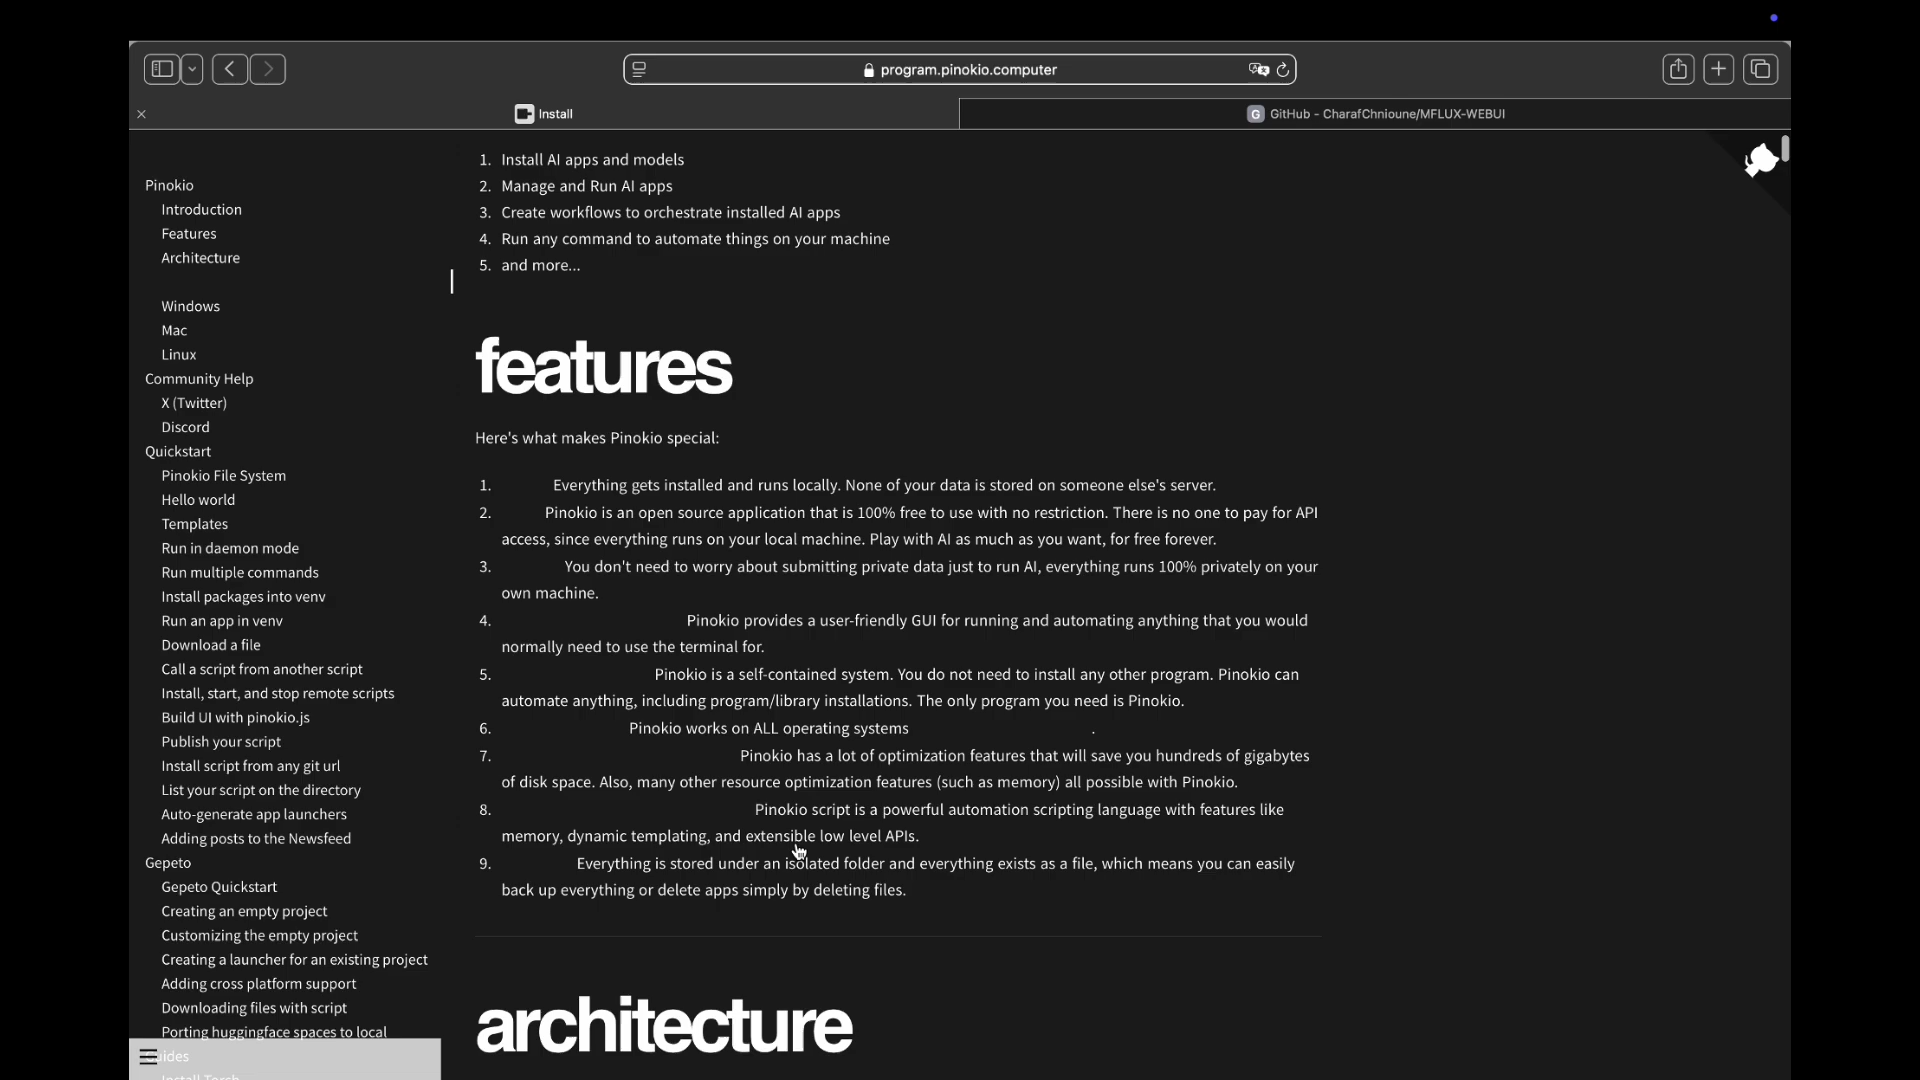 program.pinokio.computer
Install
G GitHub - CharafChnioune/MFLUX-WEBUI
Pinokio
Introduction
Features
Architecture
Windows
Mac
Linux
Community Help
X (Twitter)
Discord
Quickstart
Pinokio File System
Hello world
Templates
Run in daemon mode
Run multiple commands
Install packages into venv
Run an app in venv
Download a file
Call a script from another script
Install, start, and stop remote scripts
Build UI with pinokio.js
Publish your script
Install script from any git url
List your script on the directory
Auto-generate app launchers
Adding posts to the Newsfeed
Gepeto
Gepeto Quickstart
Creating an empty project
Customizing the empty project
Creating a launcher for an existing project
Adding cross platform support
Downloading files with script
Porting huggingface spaces to local
Guides
Install Torch
1. Install AI apps and models
2. Manage and Run AI apps
3. Create workflows to orchestrate installed AI apps
4. Run any command to automate things on your machine
5. and more...
features
Here's what makes Pinokio special:
1. Everything gets installed and runs locally. None of your data is stored on someone else's server.
2. Pinokio is an open source application that is 100% free to use with no restriction. There is no one to pay for API
access, since everything runs on your local machine. Play with AI as much as you want, for free forever.
3. You don't need to worry about submitting private data just to run AI, everything runs 100% privately on your
own machine.
4. Pinokio provides a user-friendly GUI for running and automating anything that you would
normally need to use the terminal for.
5. Pinokio is a self-contained system. You do not need to install any other program. Pinokio can
automate anything, including program/library installations. The only program you need is Pinokio.
6. Pinokio works on ALL operating systems .
7. Pinokio has a lot of optimization features that will save you hundreds of gigabytes
of disk space. Also, many other resource optimization features (such as memory) all possible with Pinokio.
8. Pinokio script is a powerful automation scripting language with features like
memory, dynamic templating, and extensible low level APIs.
9. Everything is stored under an isolated folder and everything exists as a file, which means you can easily
back up everything or delete apps simply by deleting files.
architecture